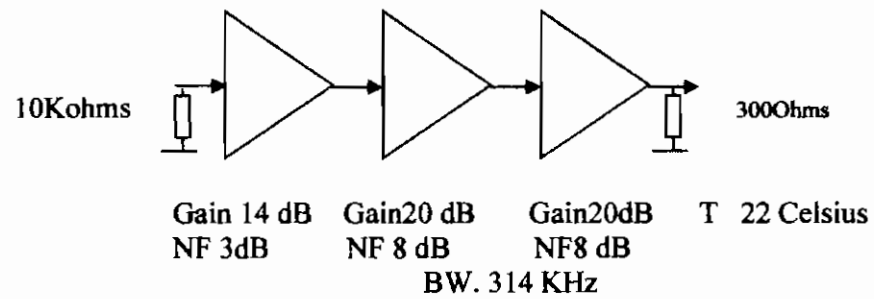 10Kohms 300Ohms
Gain 14 dB Gain20 dB Gain20dB T 22 Celsius
NF 3dB NF 8 dB NF8 dB
BW. 314 KHz